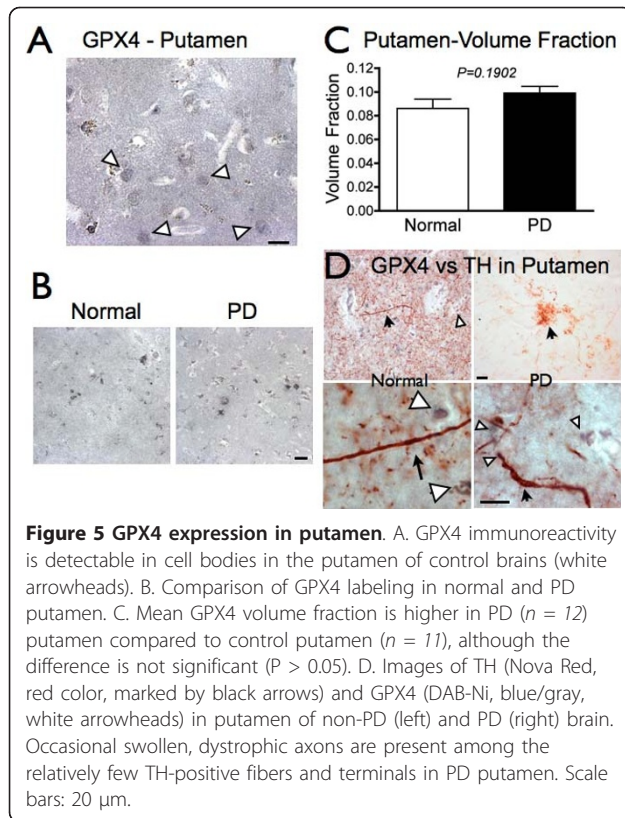 A
GPX4 - Putamen
C
Putamen-Volume Fraction
P=0.1902
0.12
0.10
0.08
0.06
0.04
0.02
0.00
Volume Fraction
Normal
PD
B
Normal
PD
D
GPX4 vs TH in Putamen
Normal
PD
Figure 5 GPX4 expression in putamen. A. GPX4 immunoreactivity
is detectable in cell bodies in the putamen of control brains (white
arrowheads). B. Comparison of GPX4 labeling in normal and PD
putamen. C. Mean GPX4 volume fraction is higher in PD (n = 12)
putamen compared to control putamen (n = 11), although the
difference is not significant (P > 0.05). D. Images of TH (Nova Red,
red color, marked by black arrows) and GPX4 (DAB-Ni, blue/gray,
white arrowheads) in putamen of non-PD (left) and PD (right) brain.
Occasional swollen, dystrophic axons are present among the
relatively few TH-positive fibers and terminals in PD putamen. Scale
bars: 20 μm.